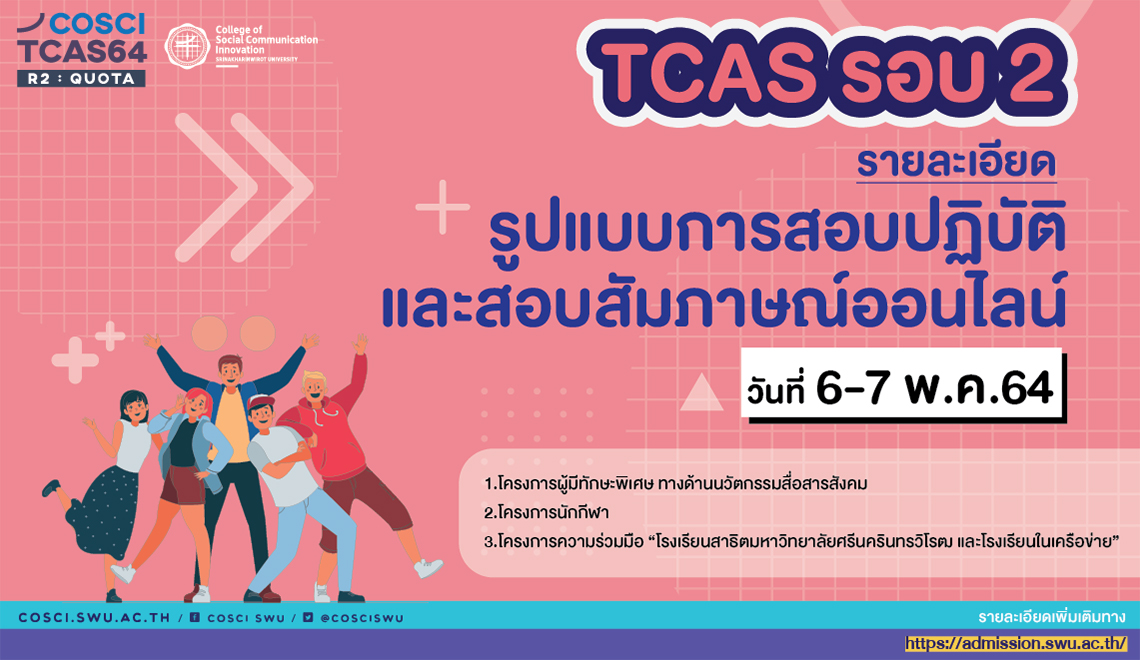 COSCI
TCAS64
R2 : QUOTA
College of
Social Communication
Innovation
SRINAKHARINWIROT UNIVERSITY
TCAS รอบ 2
รายละเอียด
รูปแบบการสอบปฏิบัติ
และสอบสัมภาษณ์ออนไลน์
วันที่ 6-7 พ.ค.64
1.โครงการผู้มีทักษะพิเศษ ทางด้านนวัตกรรมสื่อสารสังคม
2.โครงการนักกีฬา
3.โครงการความร่วมมือ “โรงเรียนสาธิตมหาวิทยาลัยศรีนครินทรวิโรฒ และโรงเรียนในเครือข่าย”
COSCI.SWU.AC.TH / COSCI SWU / @COSCISWU
รายละเอียดเพิ่มเติมทาง
https://admission.swu.ac.th/